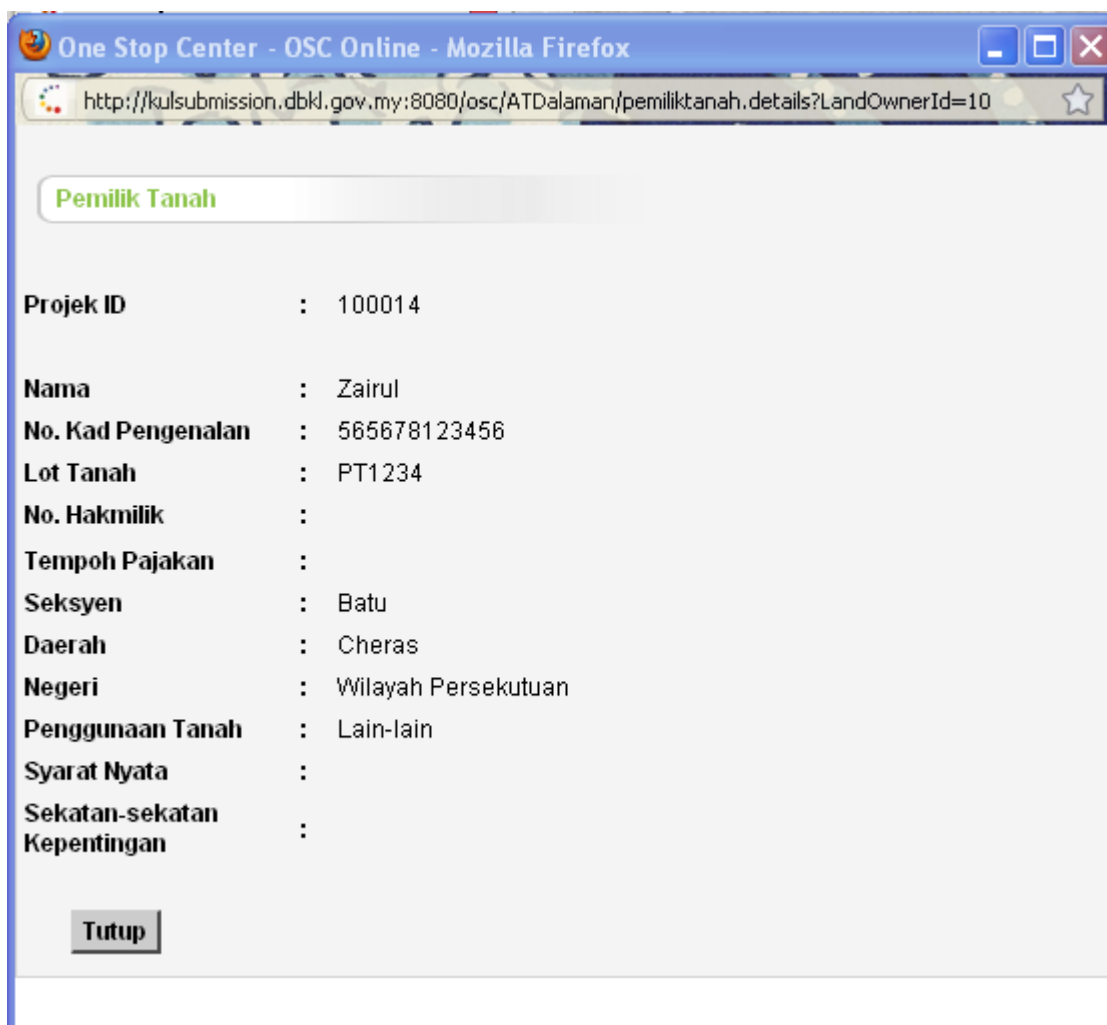 One Stop Center - OSC Online - Mozilla Firefox
http://kulsubmission.dbkl.gov.my:8080/osc/ATDalaman/pemiliktanah.details?LandOwnerId=10
Pemilik Tanah
Projek ID : 100014
Nama : Zairul
No. Kad Pengenalan : 565678123456
Lot Tanah : PT1234
No. Hakmilik :
Tempoh Pajakan :
Seksyen : Batu
Daerah : Cheras
Negeri : Wilayah Persekutuan
Penggunaan Tanah : Lain-lain
Syarat Nyata :
Sekatan-sekatan
Kepentingan :
Tutup